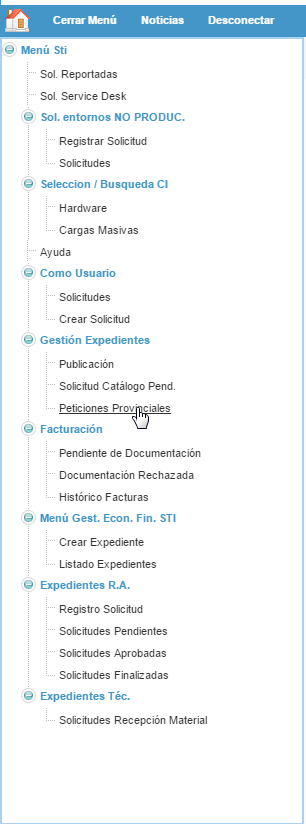 Cerrar Menú Noticias Desconectar
Menú Sti
Sol. Reportadas
Sol. Service Desk
Sol. entornos NO PRODUC.
Registrar Solicitud
Solicitudes
Seleccion / Busqueda CI
Hardware
Cargas Masivas
Ayuda
Como Usuario
Solicitudes
Crear Solicitud
Gestión Expedientes
Publicación
Solicitud Catálogo Pend.
Peticiones Provinciales
Facturación
Pendiente de Documentación
Documentación Rechazada
Histórico Facturas
Menú Gest. Econ. Fin. STI
Crear Expediente
Listado Expedientes
Expedientes R.A.
Registro Solicitud
Solicitudes Pendientes
Solicitudes Aprobadas
Solicitudes Finalizadas
Expedientes Téc.
Solicitudes Recepción Material